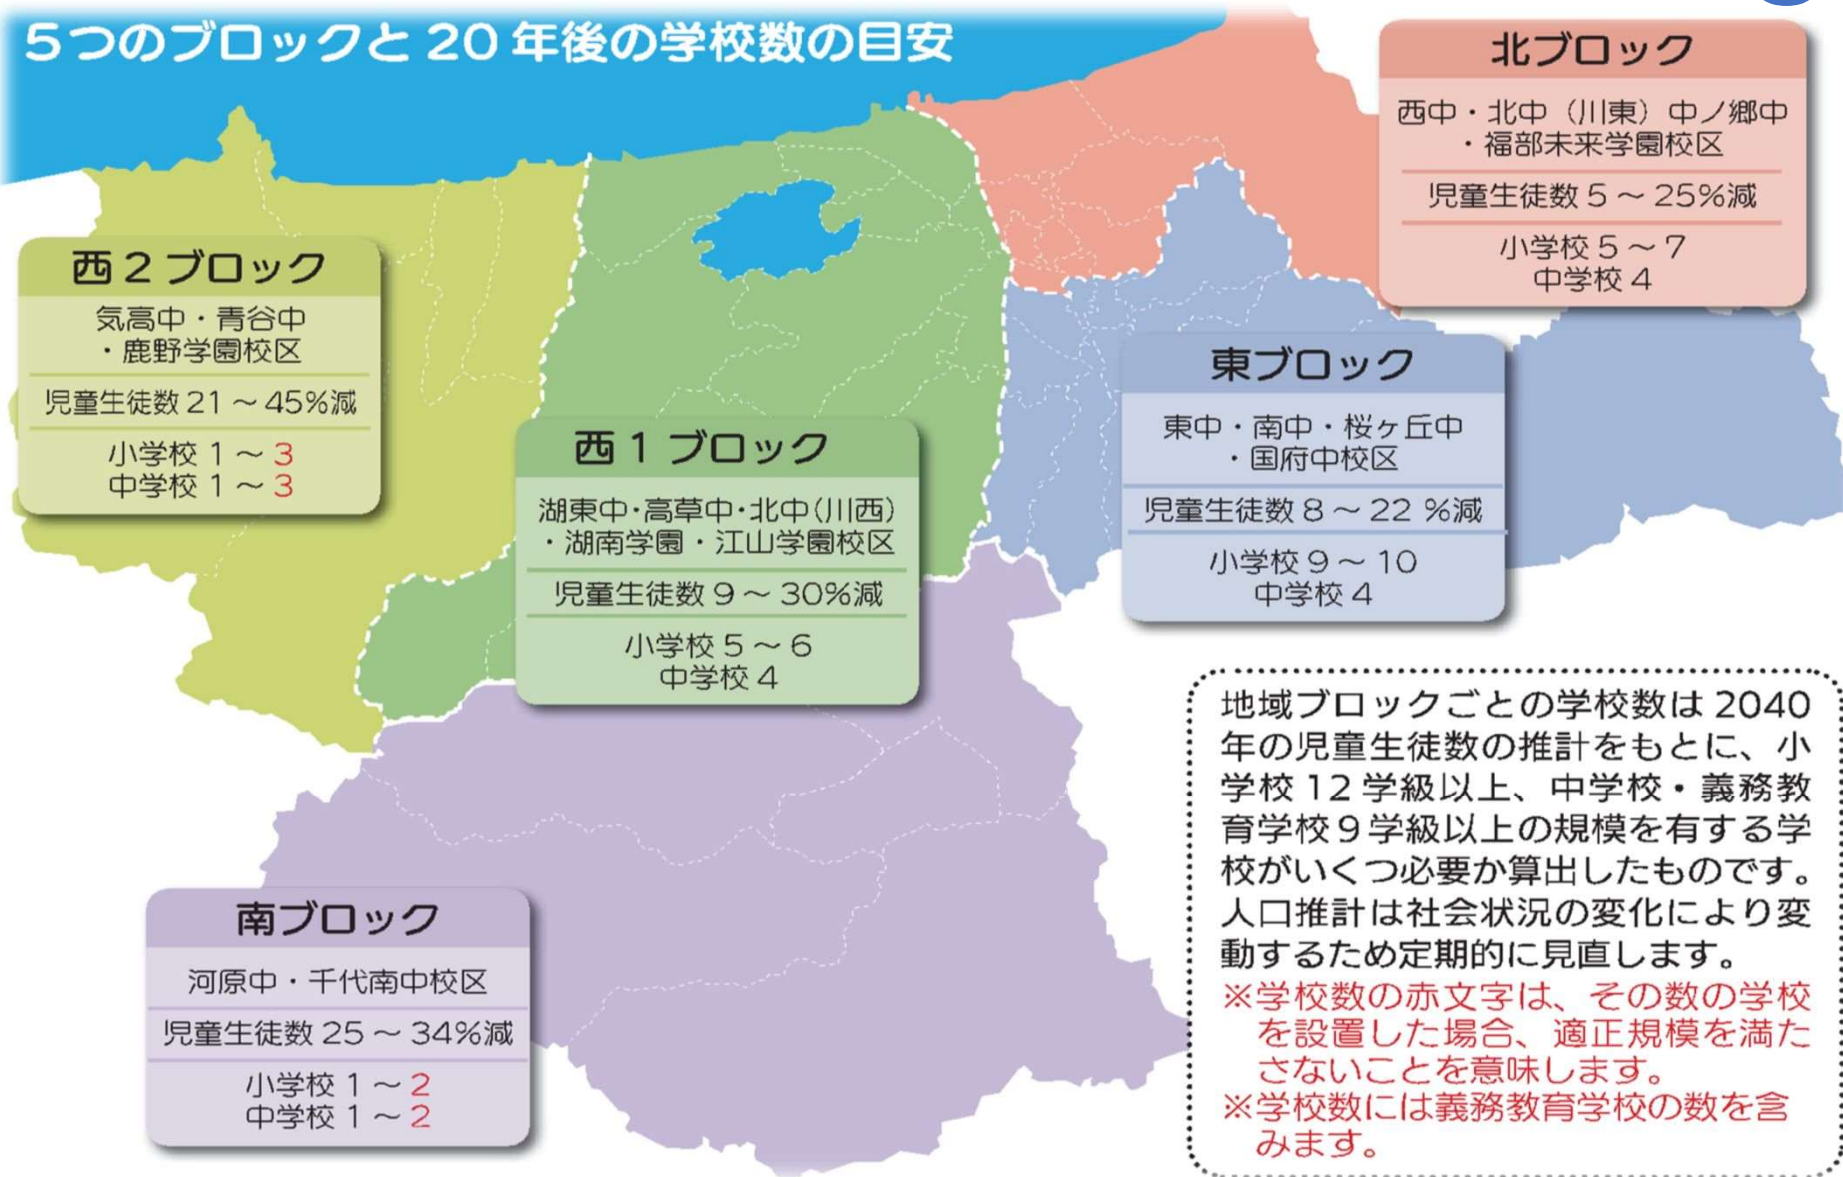 5つのブロックと20年後の学校数の目安
北ブロック
西中・北中（川東）中ノ郷中
・福部未来学園校区
児童生徒数5～25%減
小学校5～7
中学校4
西2ブロック
気高中・青谷中
・鹿野学園校区
児童生徒数21～45%減
小学校1～3
中学校1～3
西1ブロック
湖東中・高草中・北中（川西）
・湖南学園・江山学園校区
児童生徒数9～30%減
小学校5～6
中学校4
東ブロック
東中・南中・桜ヶ丘中
・国府中校区
児童生徒数8～22%減
小学校9～10
中学校4
南ブロック
河原中・千代南中校区
児童生徒数25～34%減
小学校1～2
中学校1～2
地域ブロックごとの学校数は2040
年の児童生徒数の推計をもとに、小
学校12学級以上、中学校・義務教
育学校9学級以上の規模を有する学
校がいくつ必要か算出したものです。
人口推計は社会状況の変化により変
動するため定期的に見直します。
※学校数の赤文字は、その数の学校
を設置した場合、適正規模を満た
さないことを意味します。
※学校数には義務教育学校の数を含
みます。